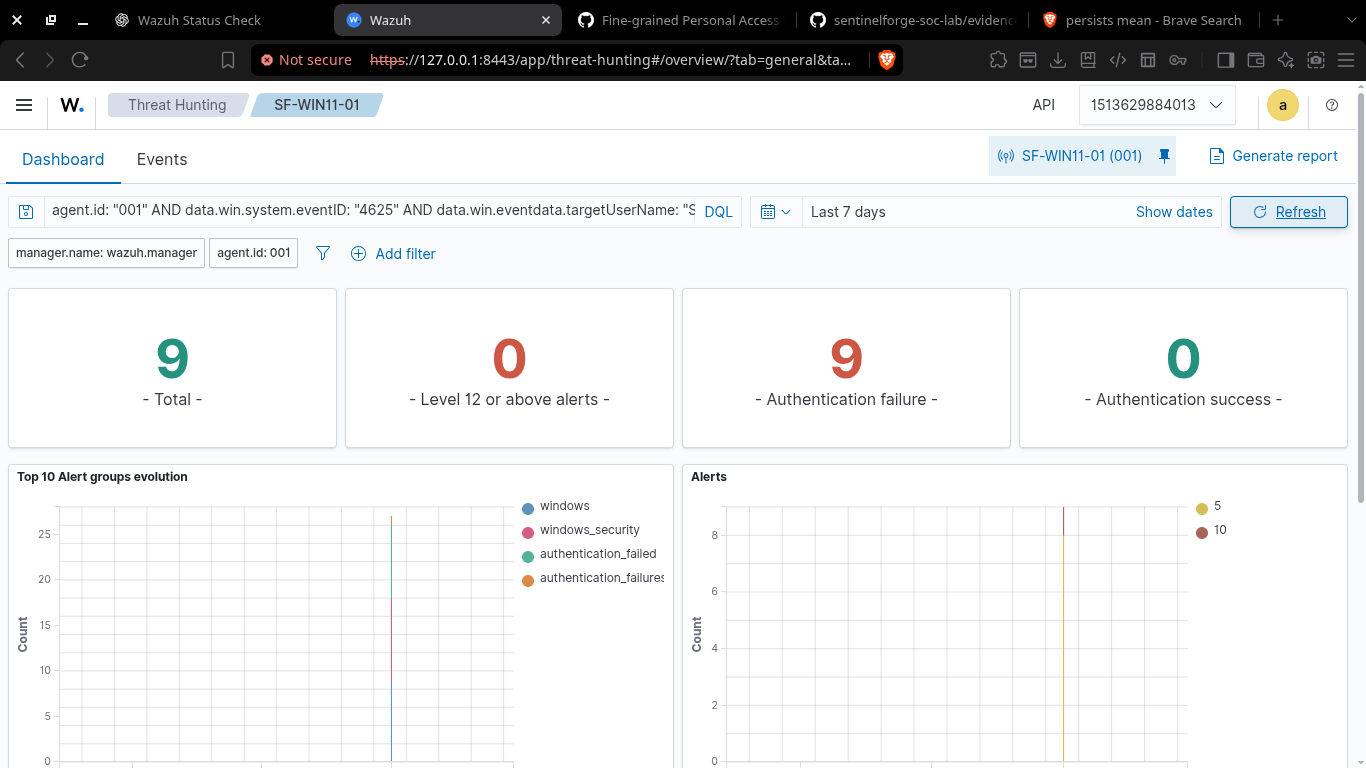 Wazuh Status Check
Wazuh
Fine-grained Personal Access
sentinelforge-soc-lab/evidenc
persists mean - Brave Search
Not secure https://127.0.0.1:8443/app/threat-hunting#/overview/?tab=general&ta...
W.
Threat Hunting
SF-WIN11-01
API
1513629884013
a
Dashboard
Events
SF-WIN11-01 (001)
Generate report
agent.id: "001" AND data.win.system.eventID: "4625" AND data.win.eventdata.targetUserName: "S
DQL
Last 7 days
Show dates
Refresh
manager.name: wazuh.manager
agent.id: 001
Add filter
9
- Total -
0
- Level 12 or above alerts -
9
- Authentication failure -
0
- Authentication success -
Top 10 Alert groups evolution
25
20
15
10
5
0
Count
windows
windows_security
authentication_failed
authentication_failures
Alerts
8
6
4
2
0
Count
5
10